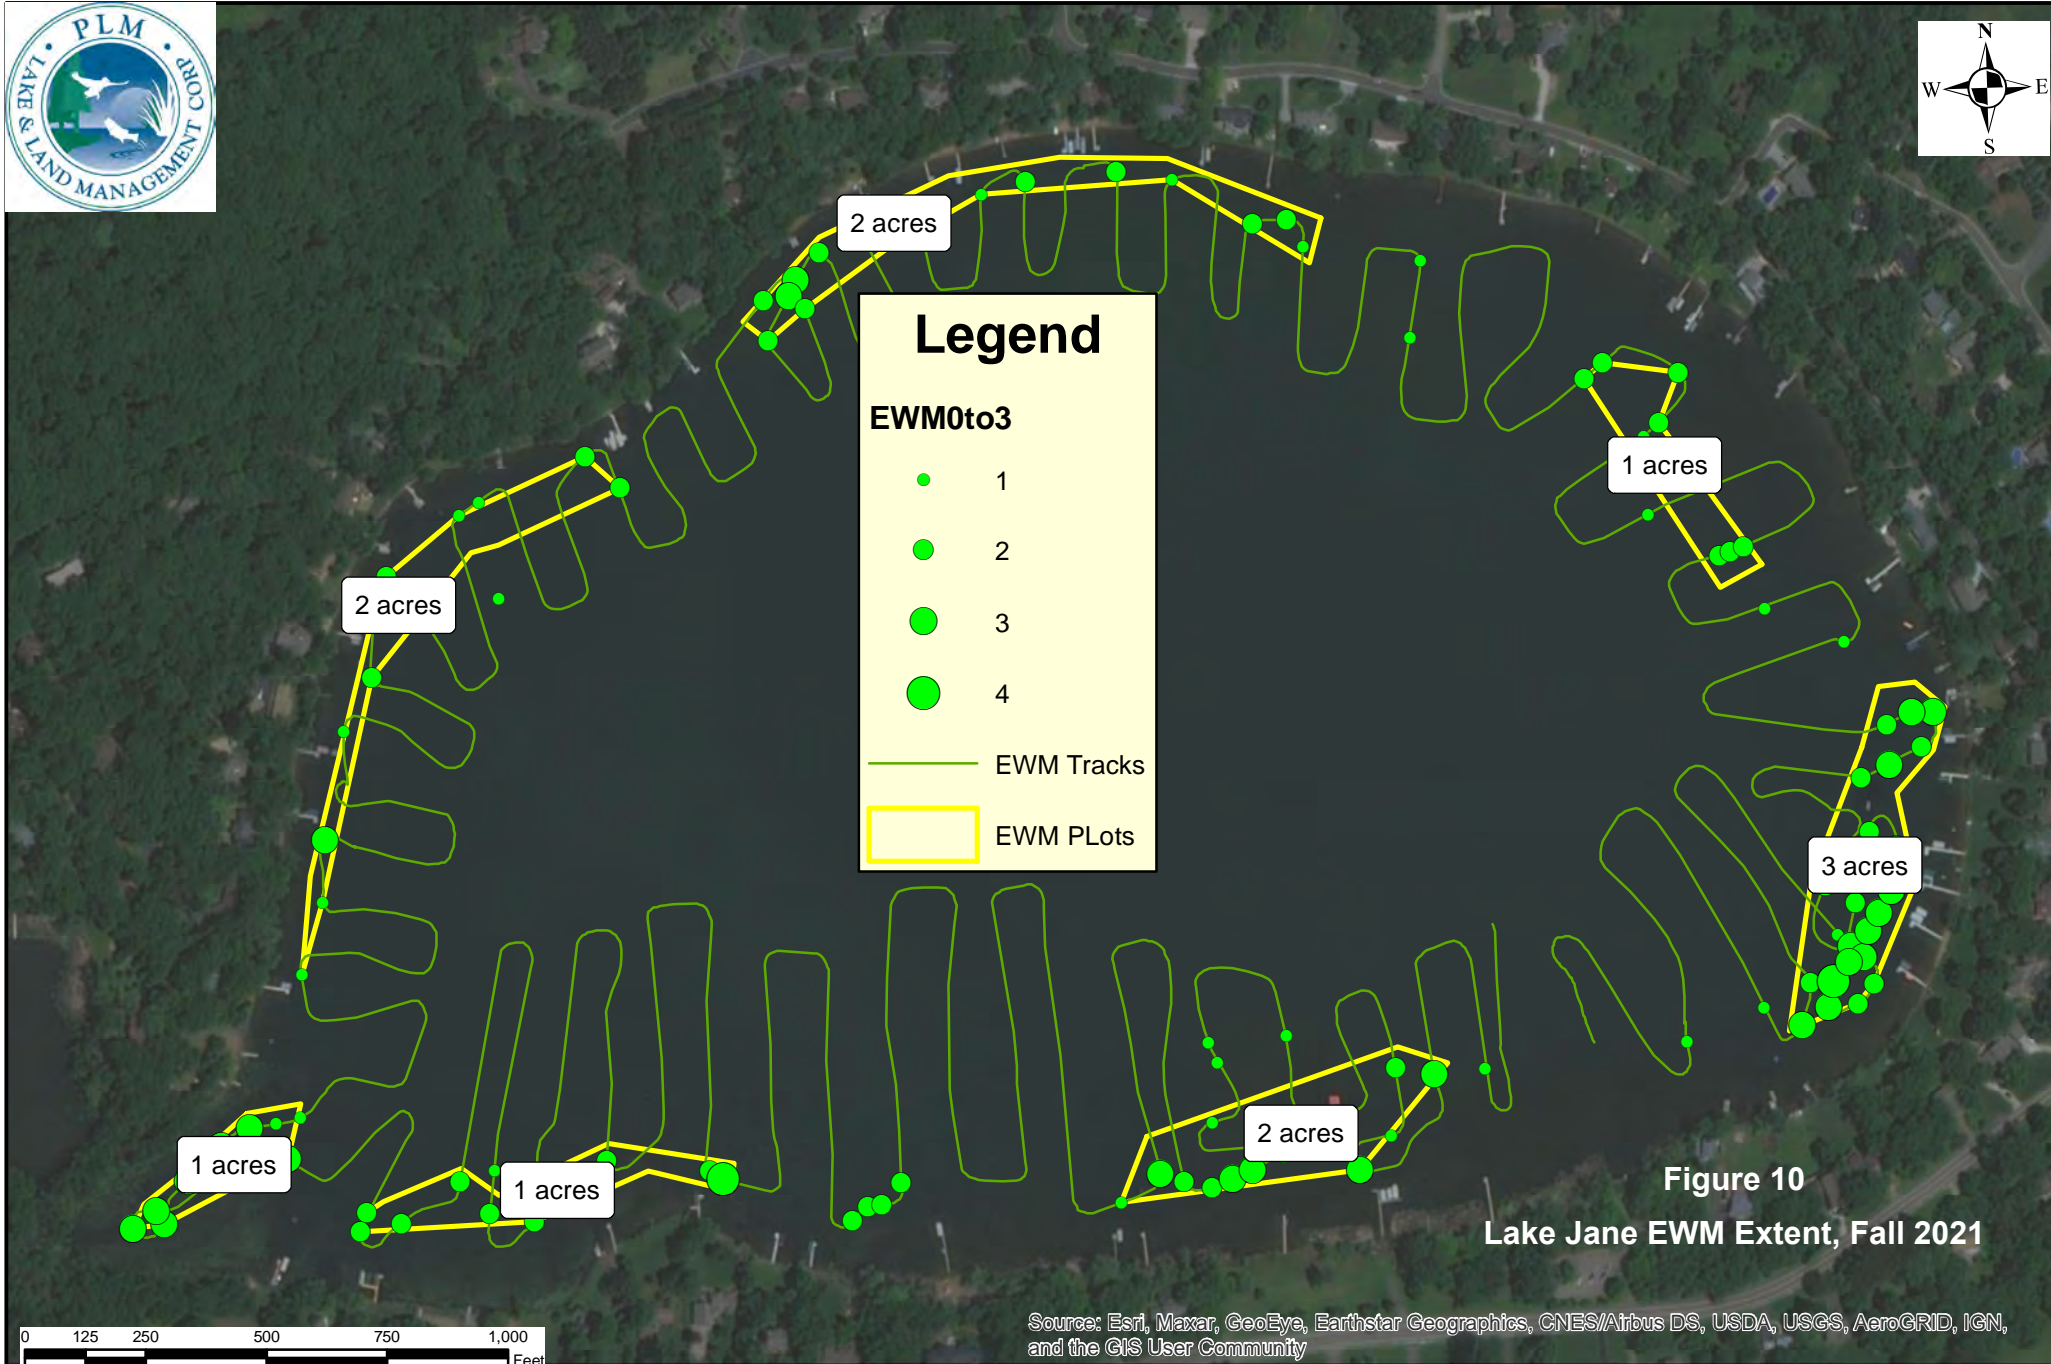 PLM
LAKE & LAND MANAGEMENT CORP
N
W E
S
2 acres
Legend
EWM0to3
1
2
3
4
EWM Tracks
EWM PLots
1 acres
2 acres
3 acres
1 acres
1 acres
2 acres
Figure 10
Lake Jane EWM Extent, Fall 2021
Source: Esri, Maxar, GeoEye, Earthstar Geographics, CNES/Airbus DS, USDA, USGS, AeroGRID, IGN,
and the GIS User Community
0 125 250 500 750 1,000
Feet